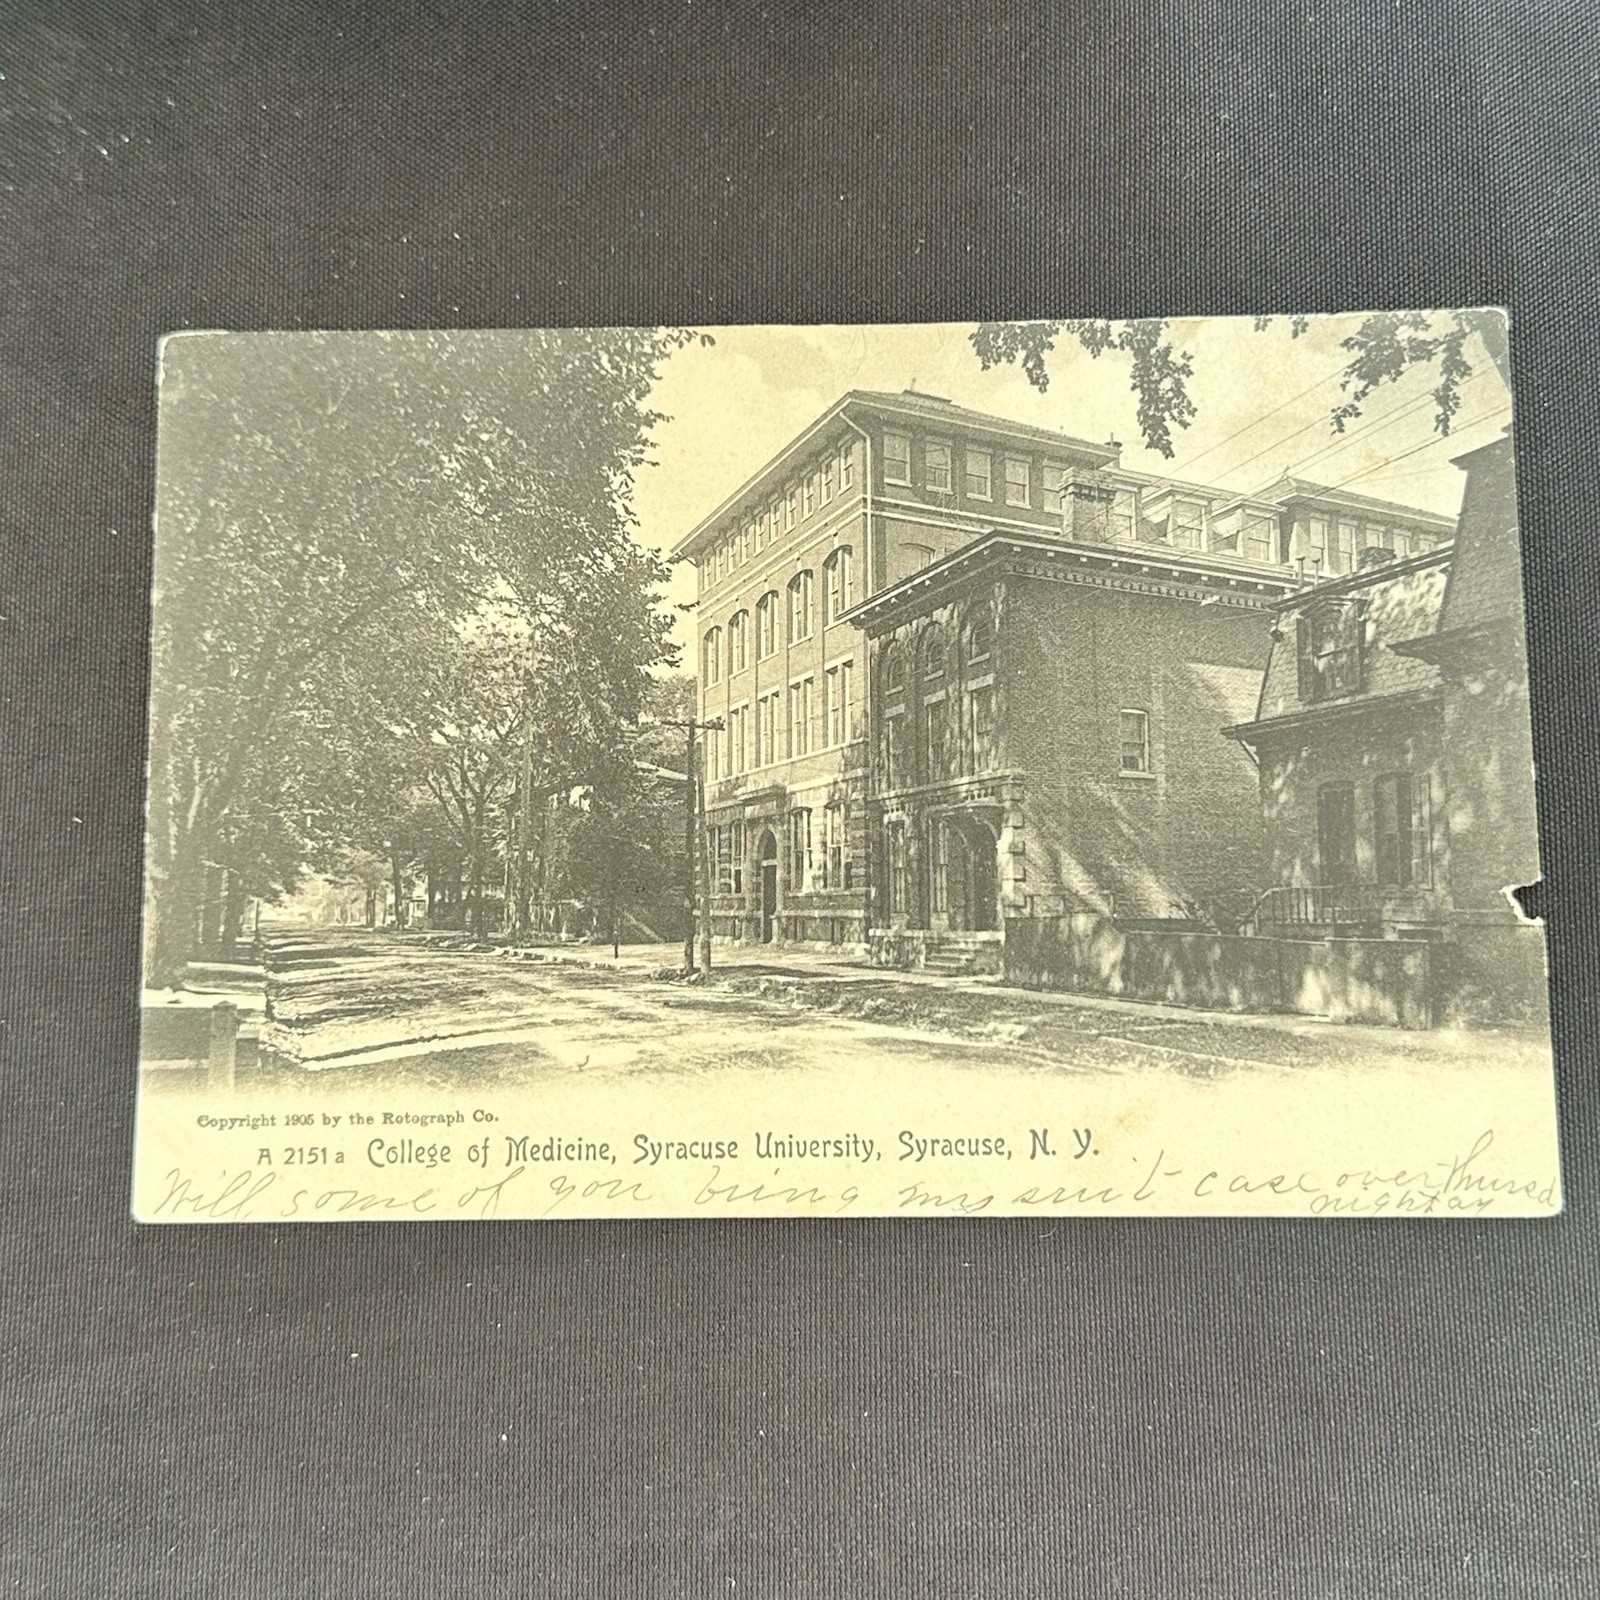 Copyright 1905 by the Rotograph Co.
A 2151 a College of Medicine, Syracuse University, Syracuse, N. Y.
Will some of you bring my suit case over Thursday
night